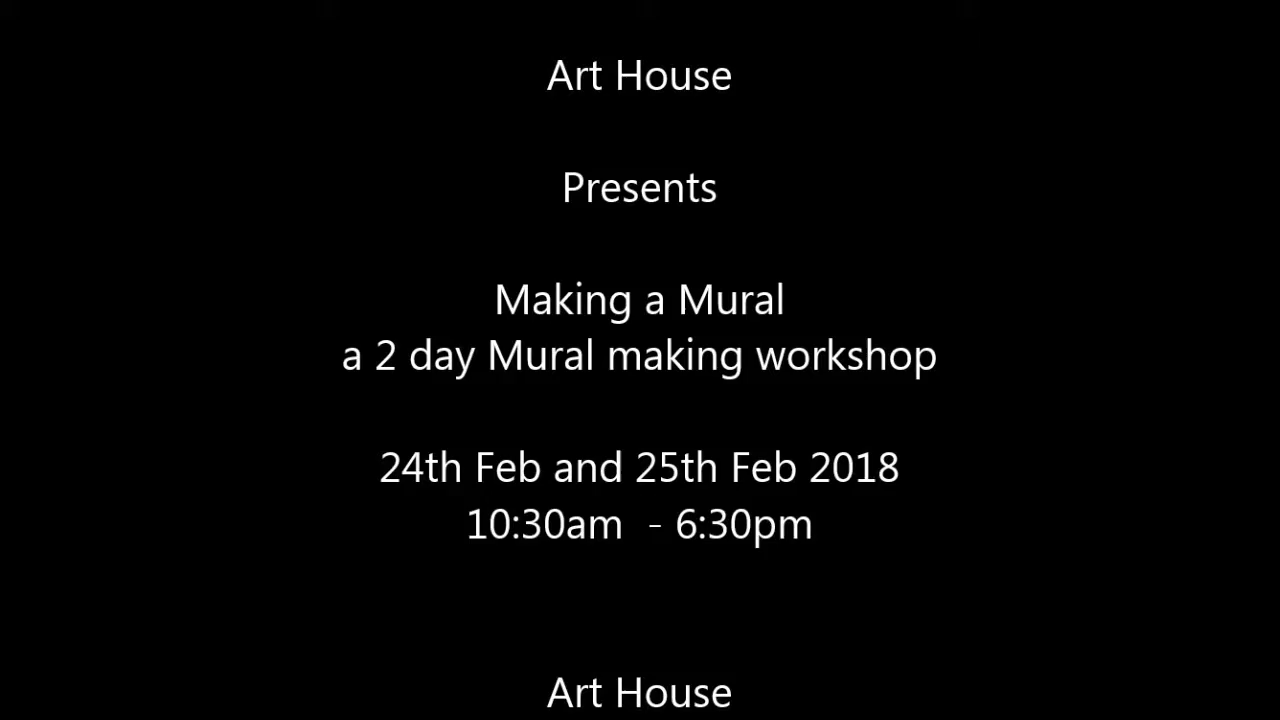 Art House
Presents
Making a Mural
a 2 day Mural making workshop
24th Feb and 25th Feb 2018
10:30am  - 6:30pm
Art House